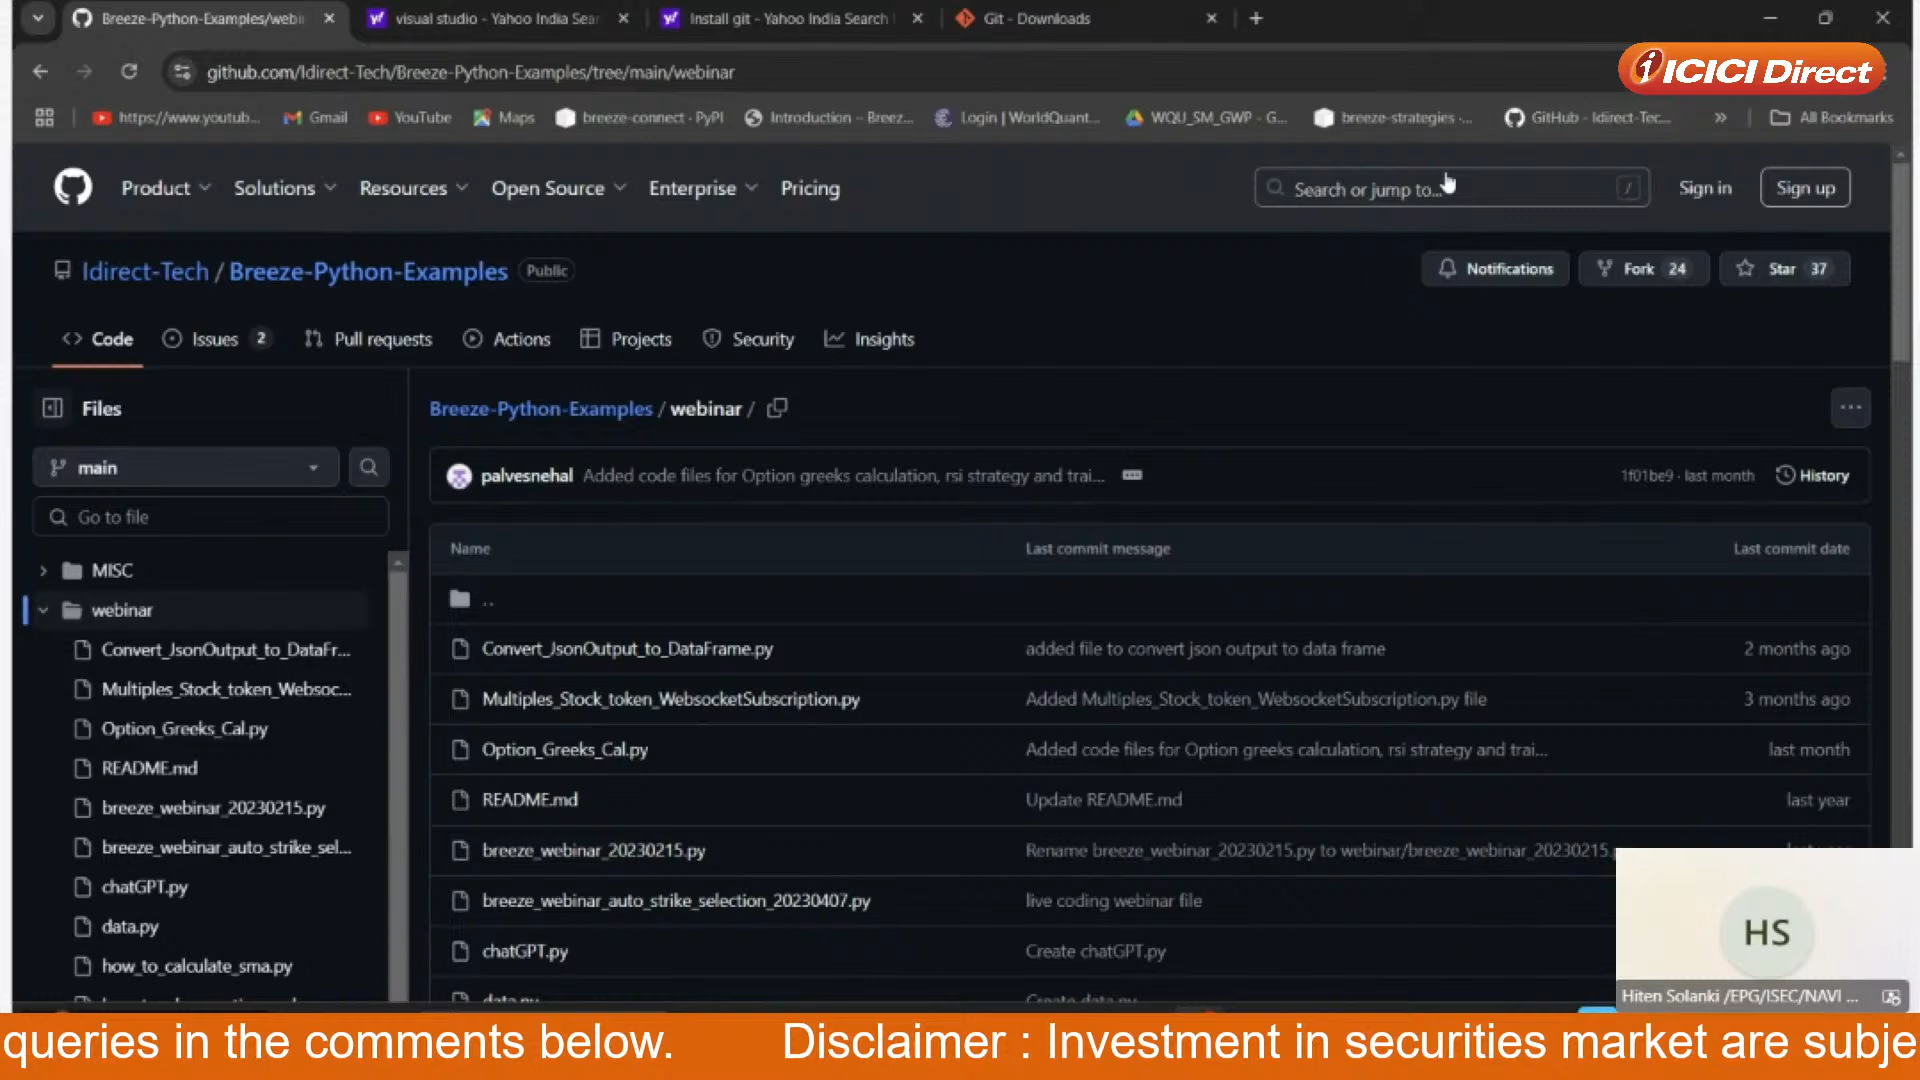 Breeze-Python-Examples/webin
visual studio - Yahoo India Sear
Install git - Yahoo India Search
Git - Downloads
github.com/Idirect-Tech/Breeze-Python-Examples/tree/main/webinar
ICICI Direct
https://www.youtub...
Gmail
YouTube
Maps
breeze-connect · PyPI
Introduction – Breez...
Login | WorldQuant...
WQU_SM_GWP - G...
breeze-strategies ·...
GitHub - Idirect-Tec...
All Bookmarks
Product
Solutions
Resources
Open Source
Enterprise
Pricing
Search or jump to...
/
Sign in
Sign up
Idirect-Tech / Breeze-Python-Examples
Public
Notifications
Fork 24
Star 37
Code
Issues 2
Pull requests
Actions
Projects
Security
Insights
Files
main
Go to file
MISC
webinar
Convert_JsonOutput_to_DataFr...
Multiples_Stock_token_Websoc...
Option_Greeks_Cal.py
README.md
breeze_webinar_20230215.py
breeze_webinar_auto_strike_sel...
chatGPT.py
data.py
how_to_calculate_sma.py
Breeze-Python-Examples / webinar /
palvesnehal Added code files for Option greeks calculation, rsi strategy and trai...
1f01be9 · last month
History
Name Last commit message Last commit date
..
Convert_JsonOutput_to_DataFrame.py added file to convert json output to data frame 2 months ago
Multiples_Stock_token_WebsocketSubscription.py Added Multiples_Stock_token_WebsocketSubscription.py file 3 months ago
Option_Greeks_Cal.py Added code files for Option greeks calculation, rsi strategy and trai... last month
README.md Update README.md last year
breeze_webinar_20230215.py Rename breeze_webinar_20230215.py to webinar/breeze_webinar_20230215.p
breeze_webinar_auto_strike_selection_20230407.py live coding webinar file
chatGPT.py Create chatGPT.py
data.py Create data.py
HS
Hiten Solanki /EPG/ISEC/NAVI ...
queries in the comments below. Disclaimer : Investment in securities market are subje